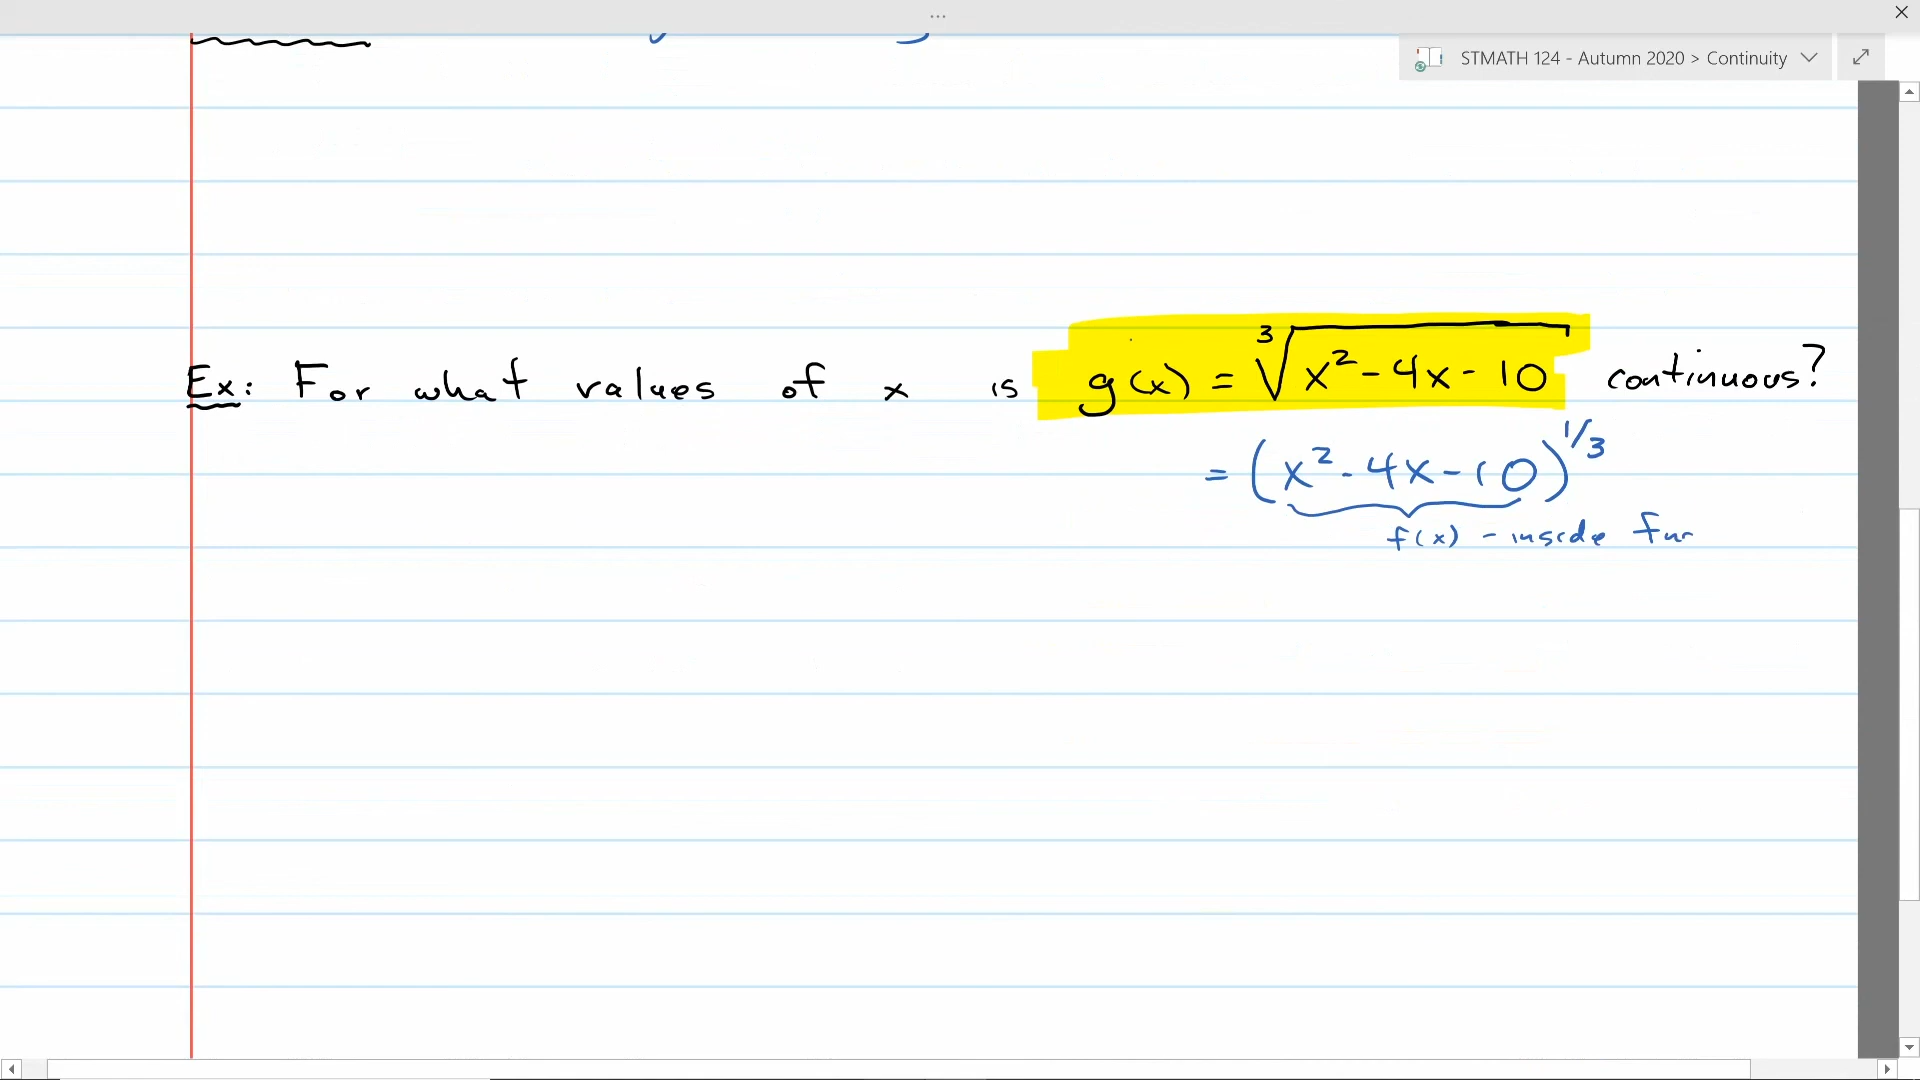 STMATH 124 - Autumn 2020 > Continuity
Ex: For what values of x is g(x) = ∛(x² - 4x - 10) continuous?
= (x² - 4x - 10)^1/3
f(x) - inside fun